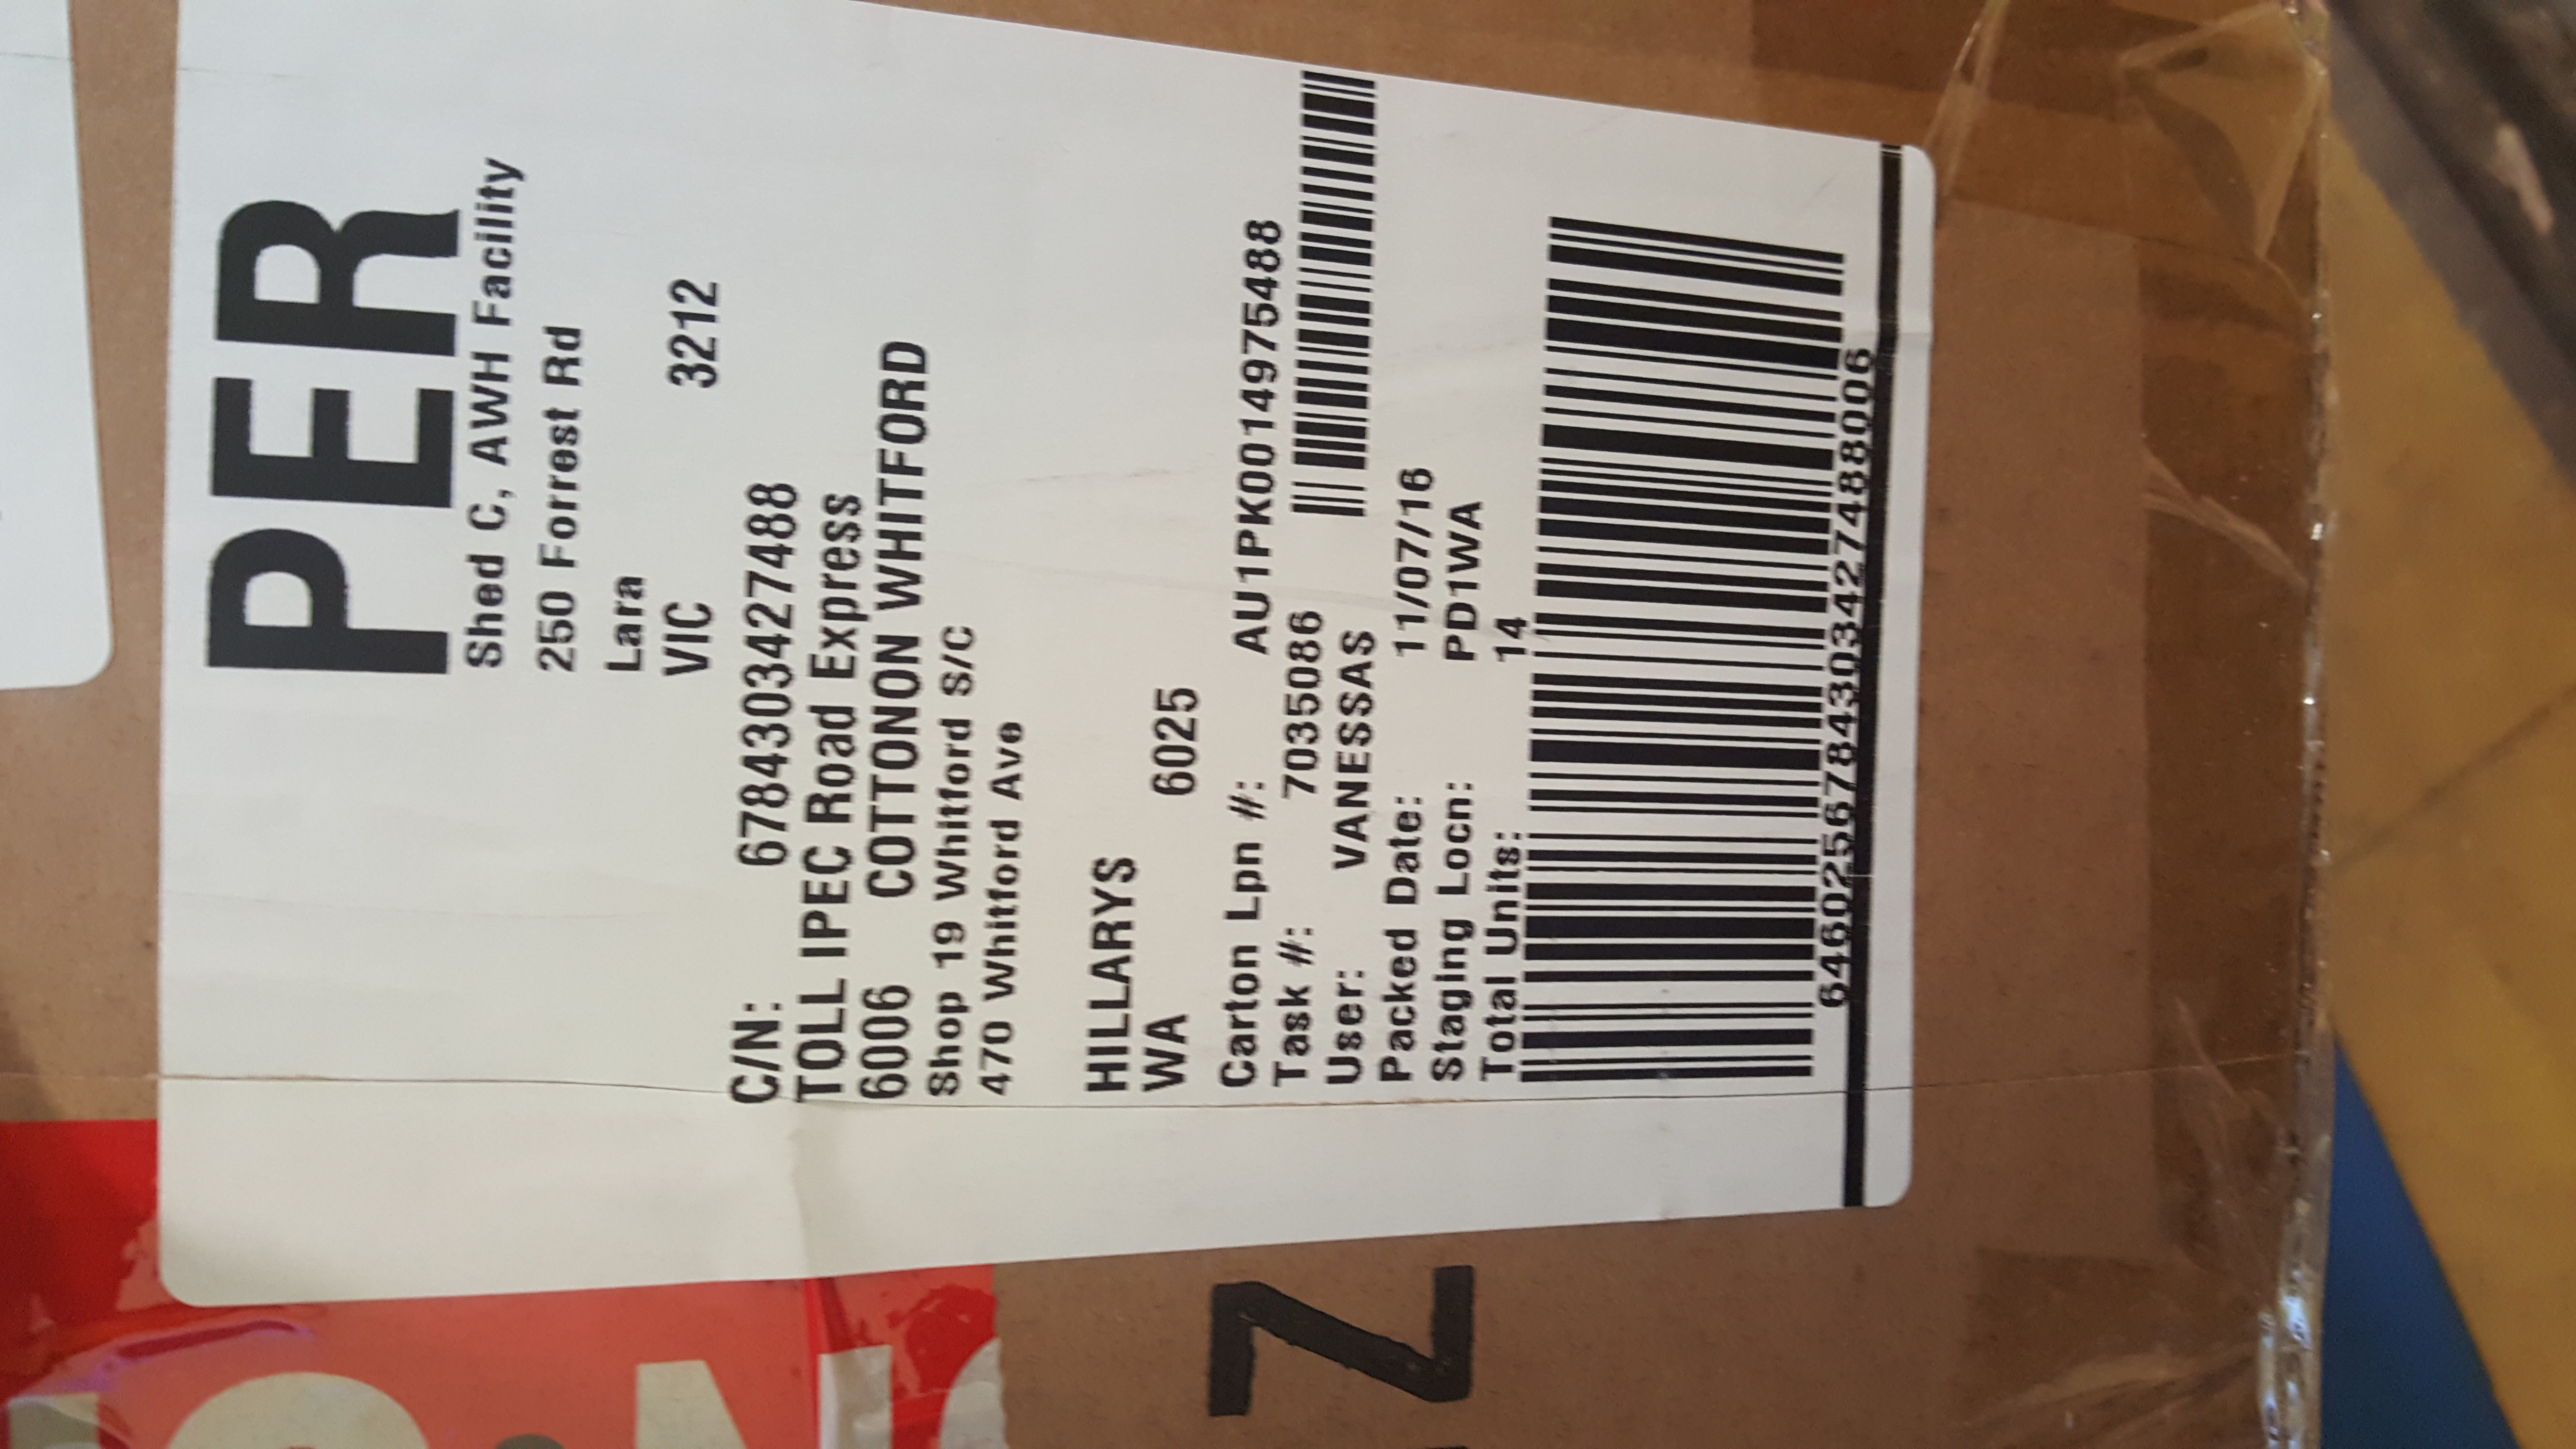 PER
Shed C, AWH Facility
250 Forrest Rd
Lara
VIC 3212
C/N: 6784303427488
TOLL IPEC Road Express
6006 COTTONON WHITFORD
Shop 19 Whitford S/C
470 Whitford Ave
HILLARYS
WA 6025
Carton Lpn #: AU1PK0014975488
Task #: 7035086
User: VANESSAS
Packed Date: 11/07/16
Staging Locn: PD1WA
Total Units: 14
6460256784303427488006
Z